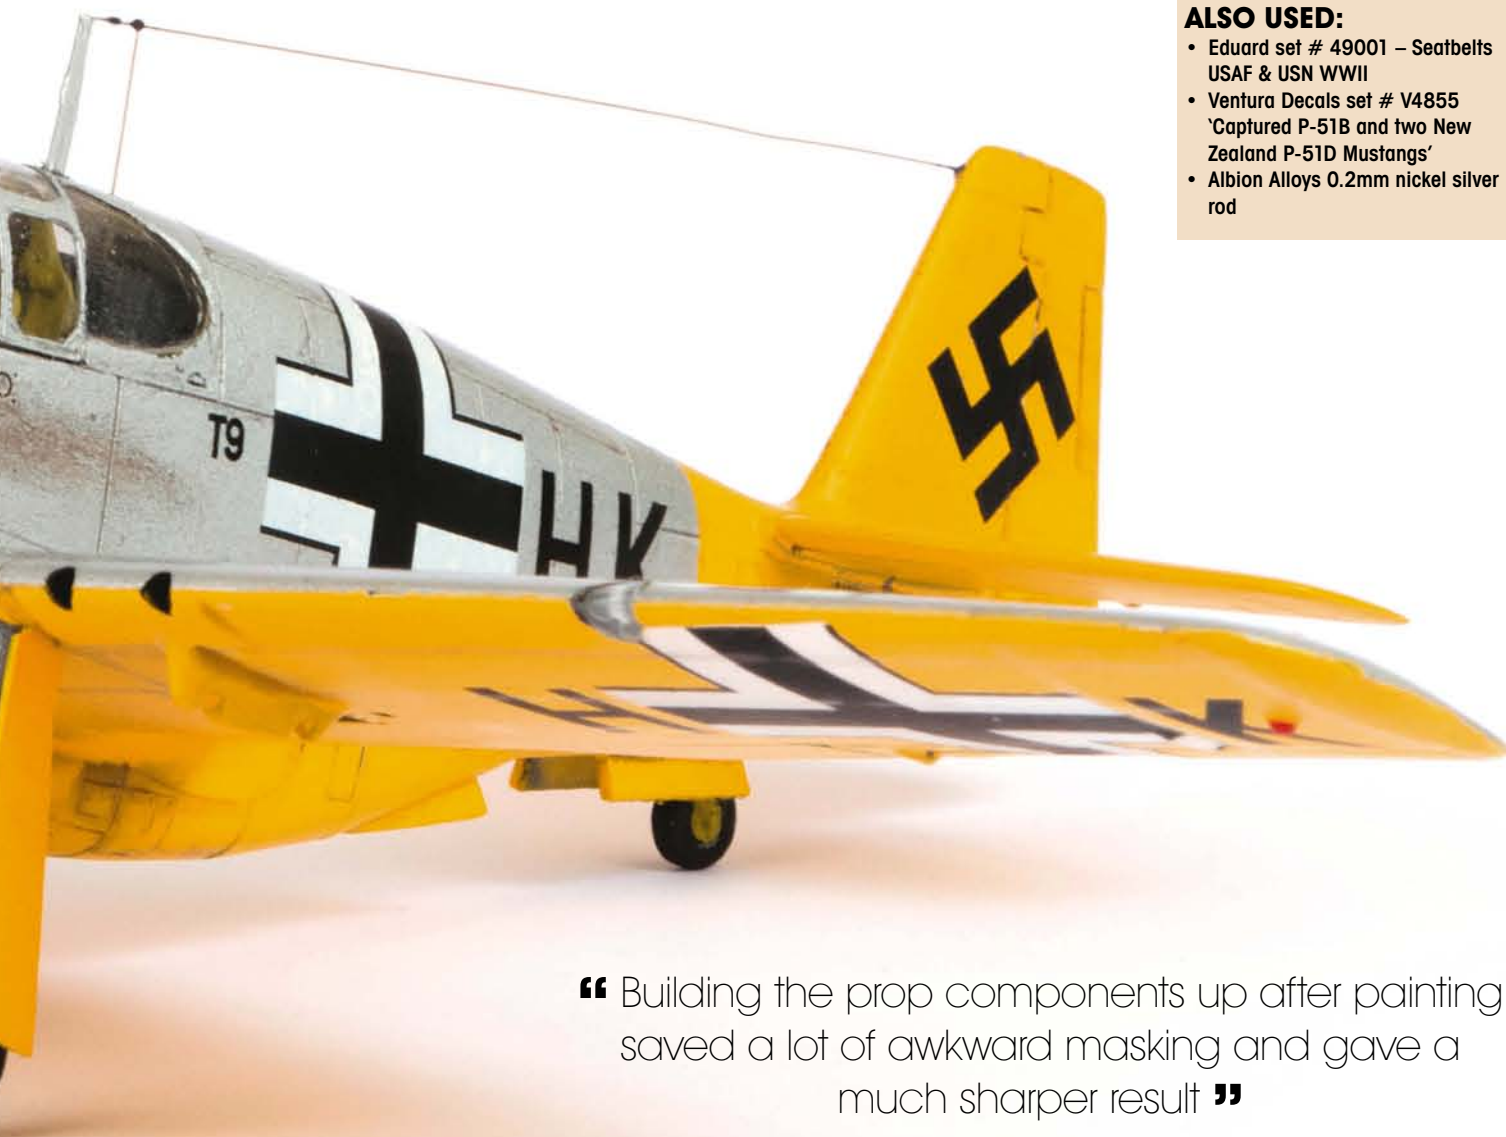 ALSO USED:
• Eduard set # 49001 – Seatbelts
USAF & USN WWII
• Ventura Decals set # V4855
‘Captured P-51B and two New
Zealand P-51D Mustangs’
• Albion Alloys 0.2mm nickel silver
rod
T9
HK
H
K
“ Building the prop components up after painting
saved a lot of awkward masking and gave a
much sharper result ”